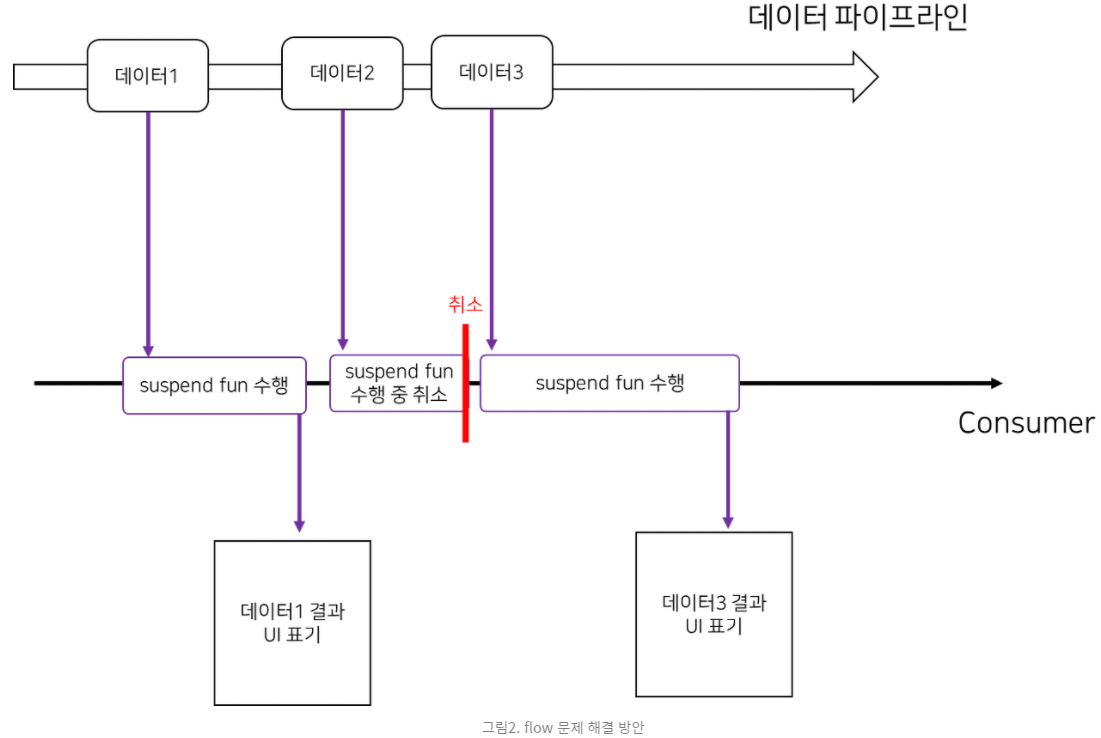 데이터 파이프라인
데이터1
데이터2
데이터3
취소
suspend fun 수행
suspend fun
수행 중 취소
suspend fun 수행
Consumer
데이터1 결과
UI 표기
데이터3 결과
UI 표기
그림2. flow 문제 해결 방안